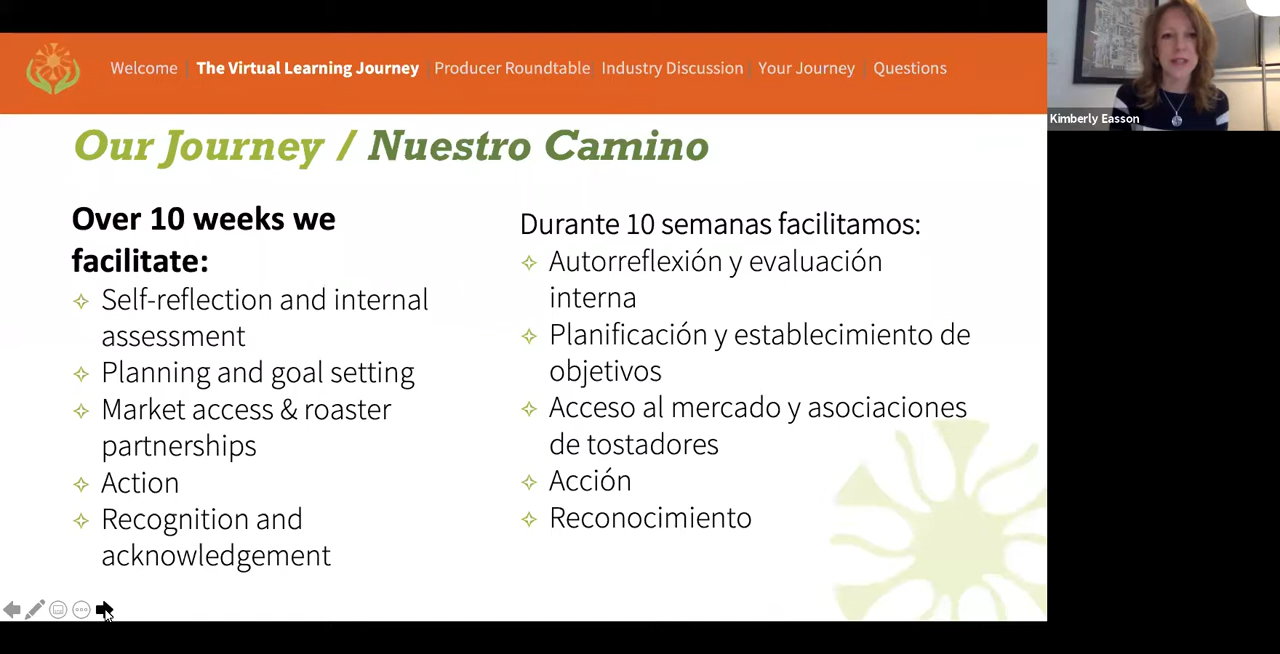 Welcome | The Virtual Learning Journey | Producer Roundtable | Industry Discussion | Your Journey | Questions
Kimberly Easson
Our Journey / Nuestro Camino
Over 10 weeks we
facilitate:
Self-reflection and internal
assessment
Planning and goal setting
Market access & roaster
partnerships
Action
Recognition and
acknowledgement
Durante 10 semanas facilitamos:
Autorreflexión y evaluación
interna
Planificación y establecimiento de
objetivos
Acceso al mercado y asociaciones
de tostadores
Acción
Reconocimiento